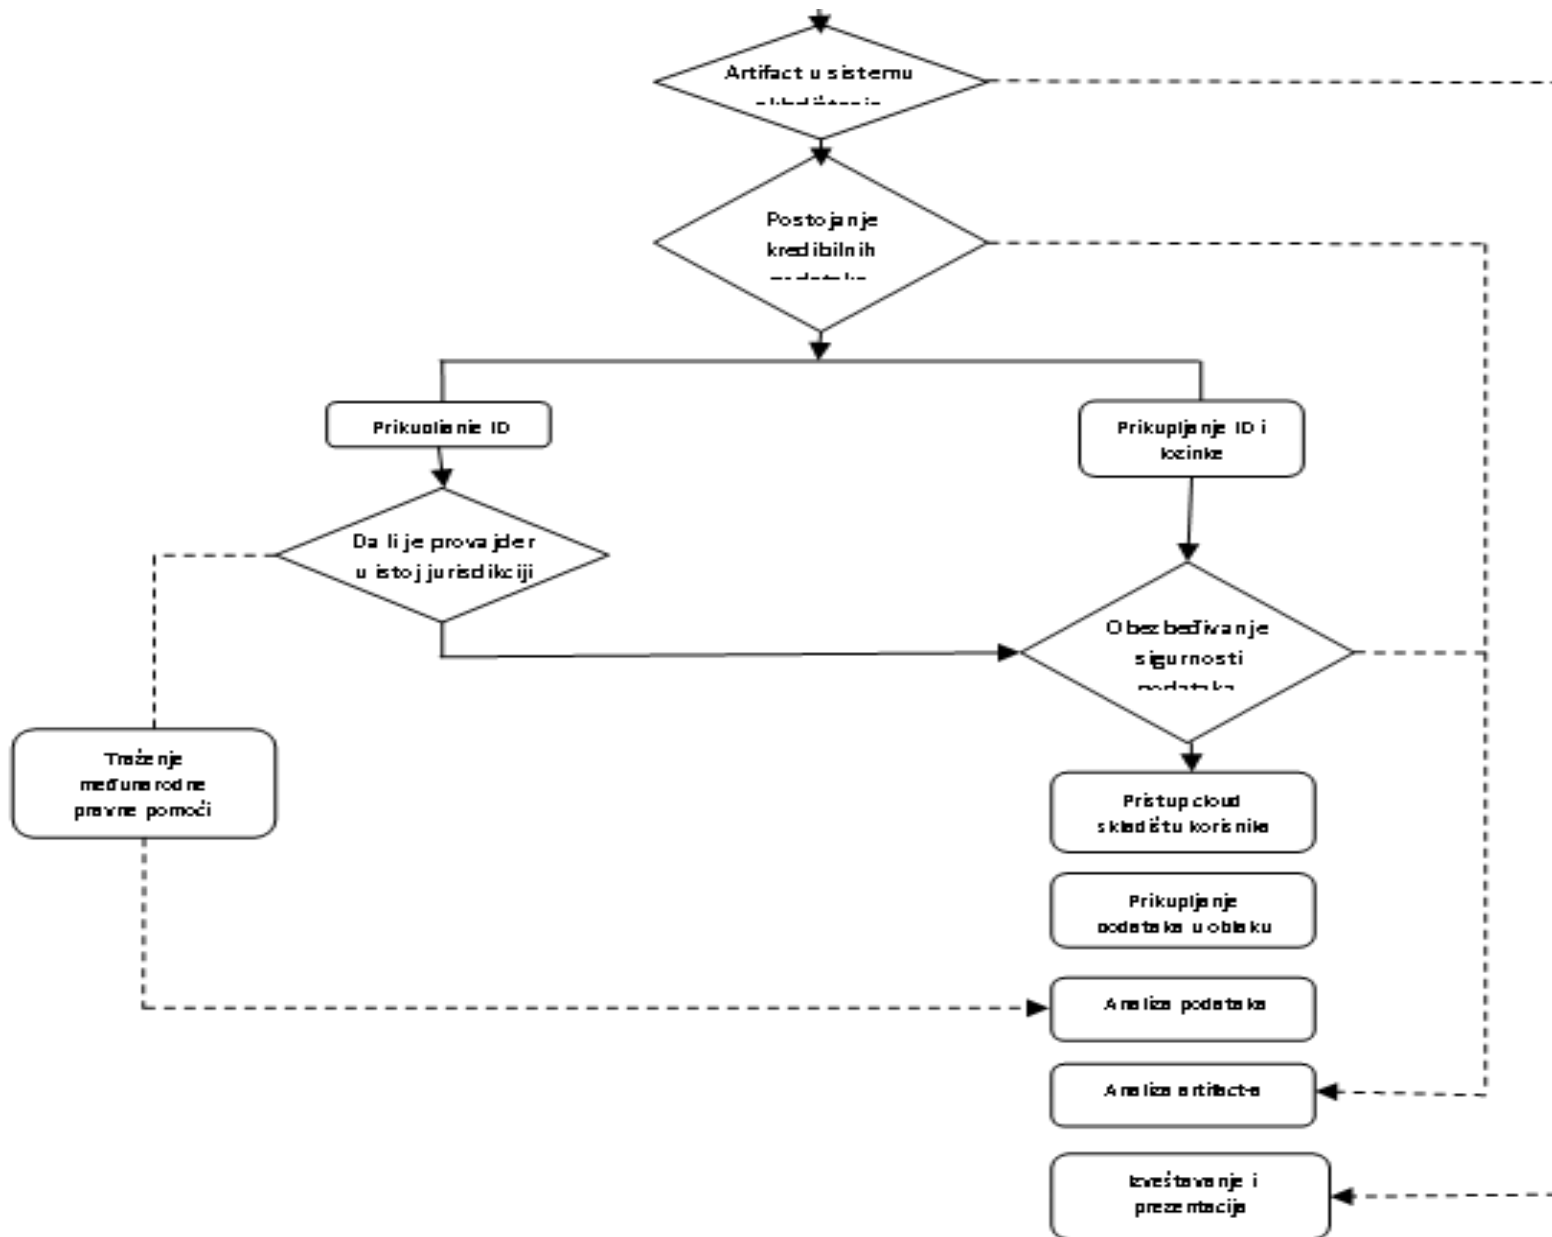 Artifact u sistemu
Postojanje
kredibilnih
Prikupljanje ID
Prikupljanje ID i
lozinke
Da li je provajder
u istoj jurisdikciji
Obezbeđivanje
sigurnosti
Traženje
međunarodne
pravne pomoći
Pristup cloud
skladištu korisnika
Prikupljanje
podataka u oblaku
Analiza podataka
Analiza artifact-a
Izveštavanje i
prezentacija